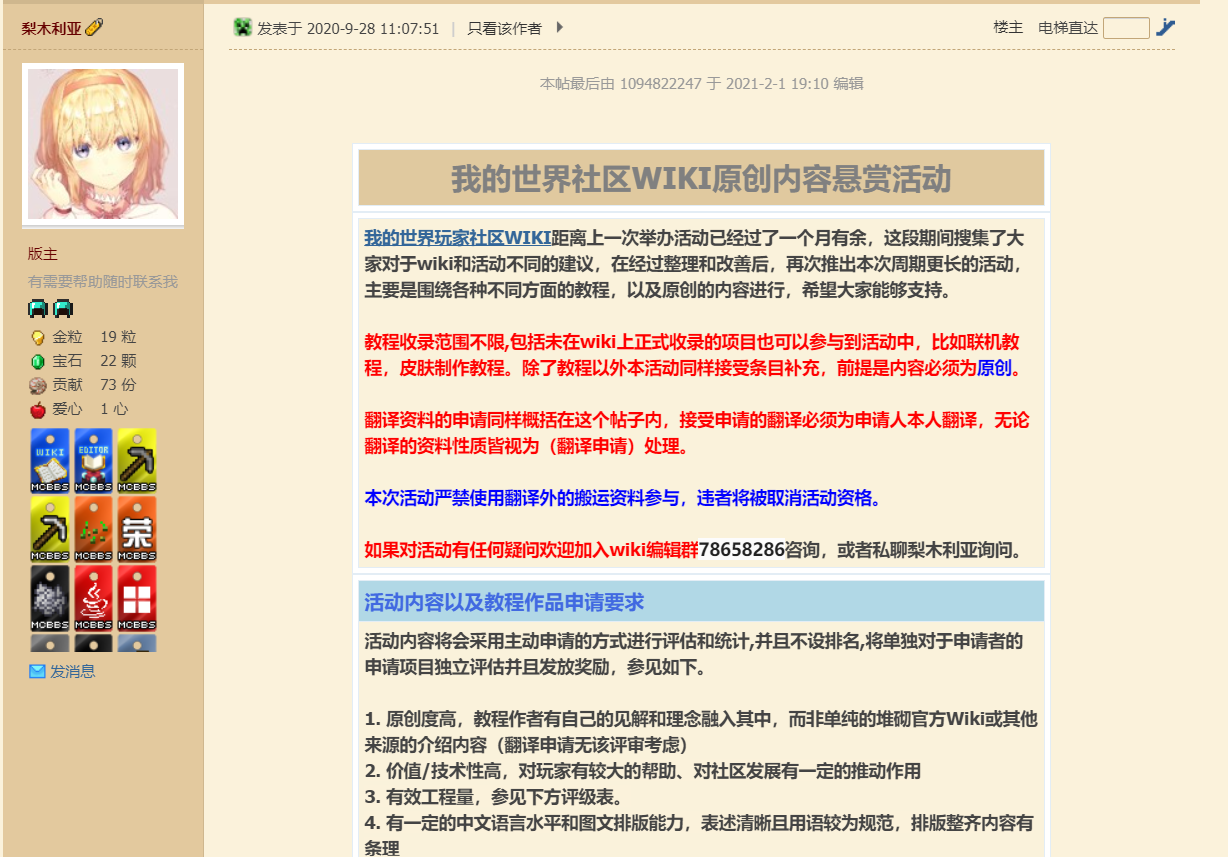 梨木利亚
发表于 2020-9-28 11:07:51 | 只看该作者
楼主 电梯直达
本帖最后由 1094822247 于 2021-2-1 19:10 编辑
版主
有需要帮助随时联系我
金粒 19 粒
宝石 22 颗
贡献 73 份
爱心 1 心
WIKI EDITOR
MCBBS MCBBS MCBBS
荣
MCBBS MCBBS MCBBS
MCBBS MCBBS MCBBS
发消息
我的世界社区WIKI原创内容悬赏活动
我的世界玩家社区WIKI距离上一次举办活动已经过了一个月有余，这段期间搜集了大
家对于wiki和活动不同的建议，在经过整理和改善后，再次推出本次周期更长的活动，
主要是围绕各种不同方面的教程，以及原创的内容进行，希望大家能够支持。
教程收录范围不限,包括未在wiki上正式收录的项目也可以参与到活动中，比如联机教
程，皮肤制作教程。除了教程以外本活动同样接受条目补充，前提是内容必须为原创。
翻译资料的申请同样概括在这个帖子内，接受申请的翻译必须为申请人本人翻译，无论
翻译的资料性质皆视为（翻译申请）处理。
本次活动严禁使用翻译外的搬运资料参与，违者将被取消活动资格。
如果对活动有任何疑问欢迎加入wiki编辑群78658286咨询，或者私聊梨木利亚询问。
活动内容以及教程作品申请要求
活动内容将会采用主动申请的方式进行评估和统计,并且不设排名,将单独对于申请者的
申请项目独立评估并且发放奖励，参见如下。
1. 原创度高，教程作者有自己的见解和理念融入其中，而非单纯的堆砌官方Wiki或其他
来源的介绍内容（翻译申请无该评审考虑）
2. 价值/技术性高，对玩家有较大的帮助、对社区发展有一定的推动作用
3. 有效工程量，参见下方评级表。
4. 有一定的中文语言水平和图文排版能力，表述清晰且用语较为规范，排版整齐内容有
条理